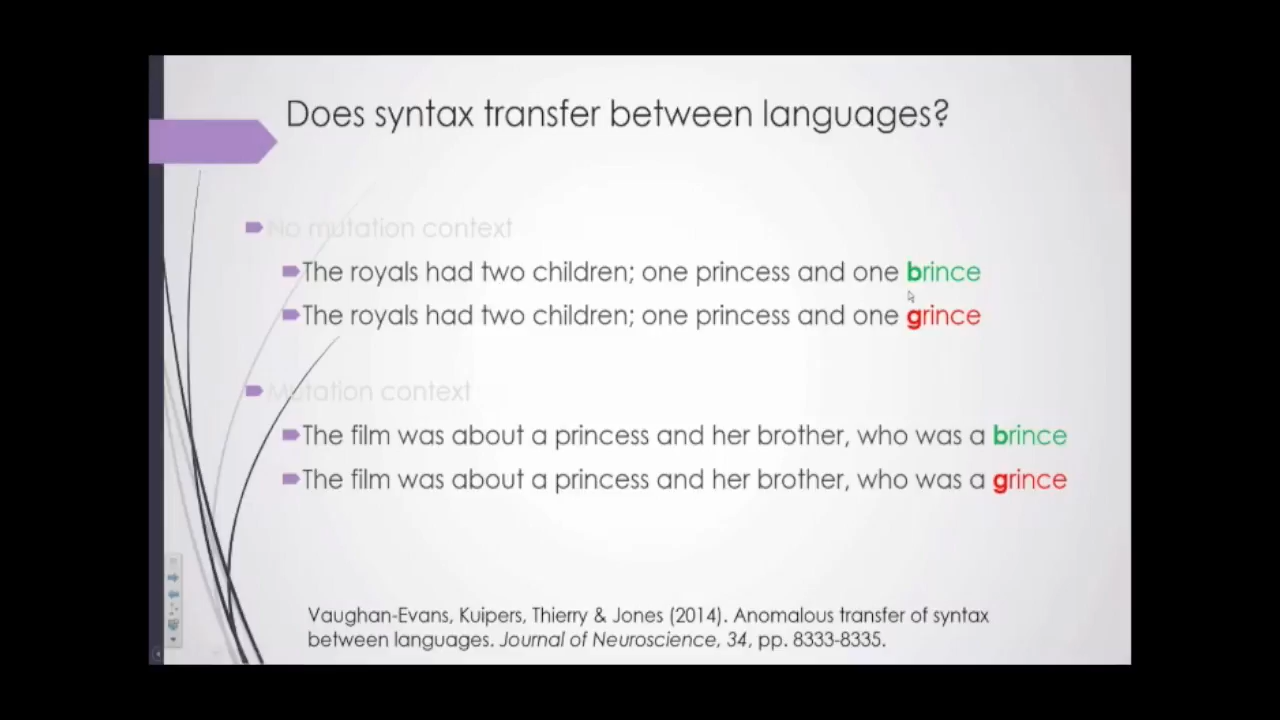 Does syntax transfer between languages?
No mutation context
The royals had two children; one princess and one brince
The royals had two children; one princess and one grince
Mutation context
The film was about a princess and her brother, who was a brince
The film was about a princess and her brother, who was a grince
Vaughan-Evans, Kuipers, Thierry & Jones (2014). Anomalous transfer of syntax
between languages. Journal of Neuroscience, 34, pp. 8333-8335.